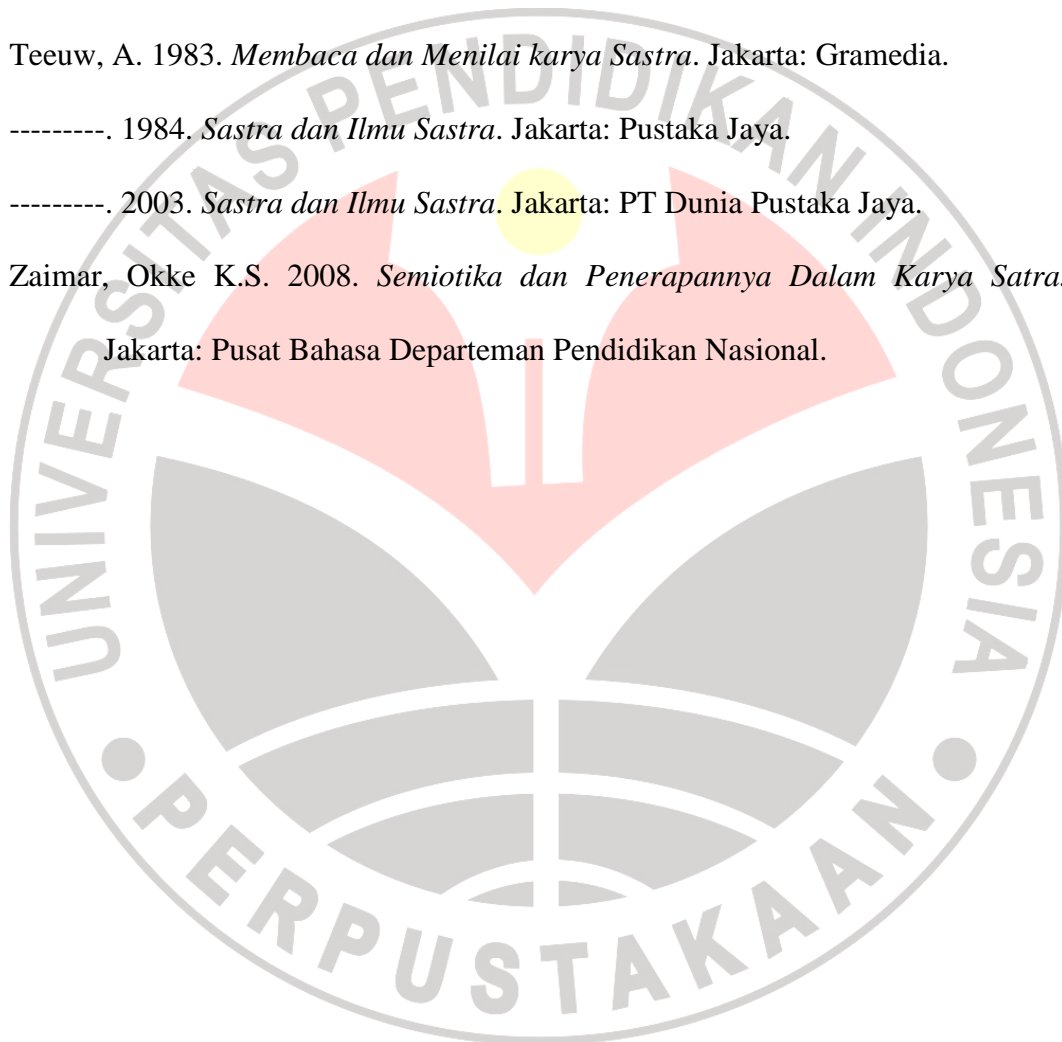 Teeuw, A. 1983. Membaca dan Menilai karya Sastra. Jakarta: Gramedia.
---------. 1984. Sastra dan Ilmu Sastra. Jakarta: Pustaka Jaya.
---------. 2003. Sastra dan Ilmu Sastra. Jakarta: PT Dunia Pustaka Jaya.
Zaimar, Okke K.S. 2008. Semiotika dan Penerapannya Dalam Karya Satra.
Jakarta: Pusat Bahasa Departeman Pendidikan Nasional.
UNIVERSITAS PENDIDIKAN INDONESIA
PERPUSTAKAAN